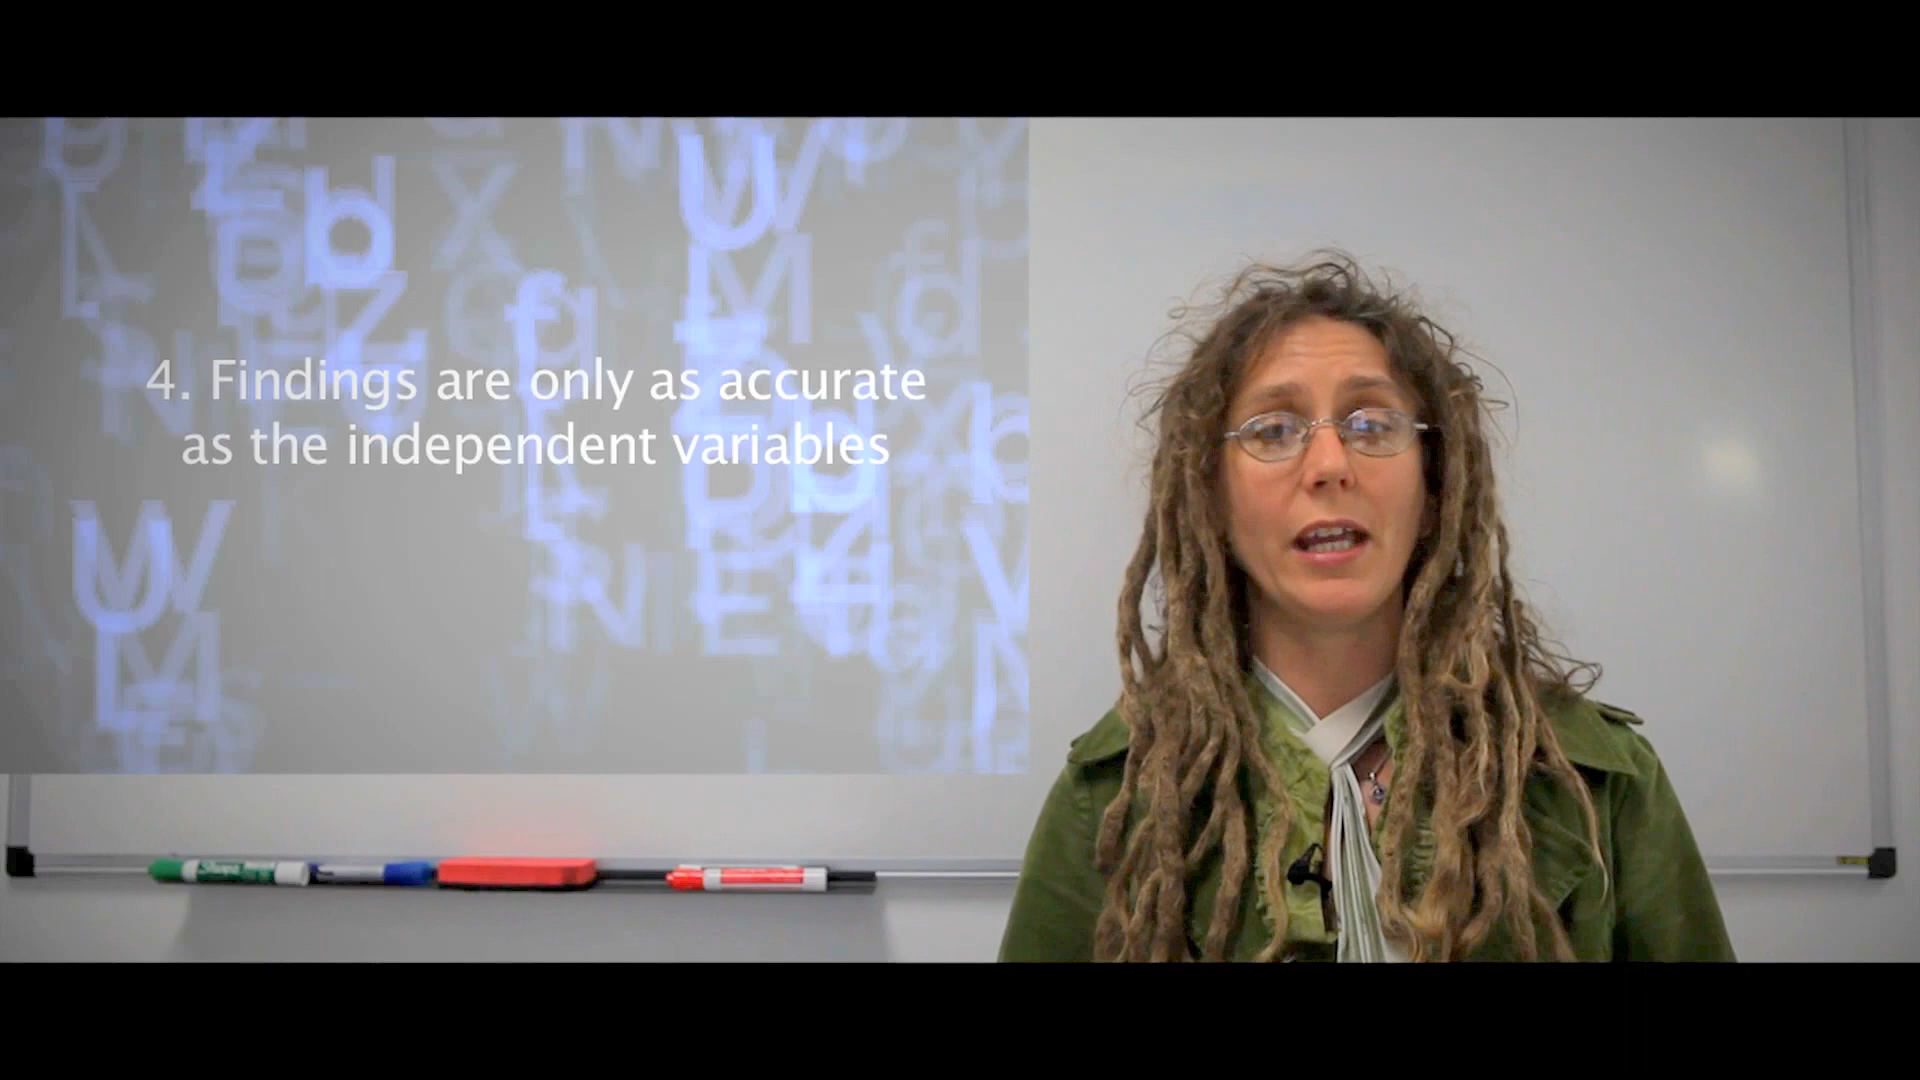 4. Findings are only as accurate
as the independent variables